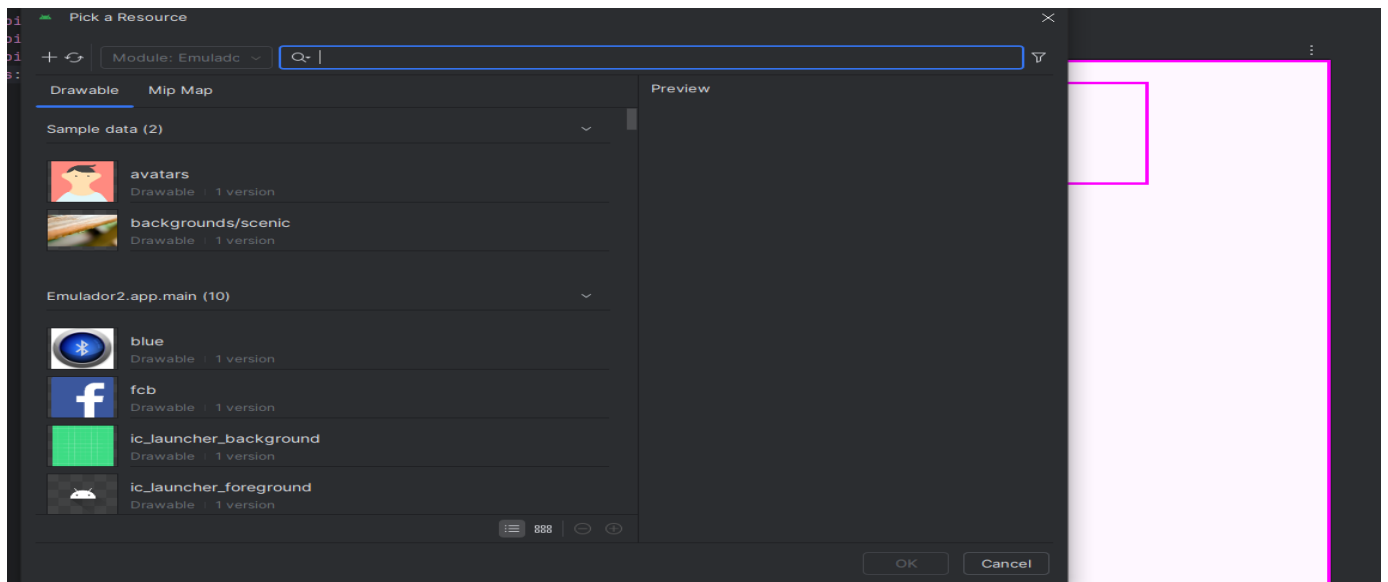 Pick a Resource
Module: Emuladc
Drawable Mip Map
Preview
Sample data (2)
avatars
Drawable | 1 version
backgrounds/scenic
Drawable | 1 version
Emulador2.app.main (10)
blue
Drawable | 1 version
fcb
Drawable | 1 version
ic_launcher_background
Drawable | 1 version
ic_launcher_foreground
Drawable | 1 version
OK Cancel